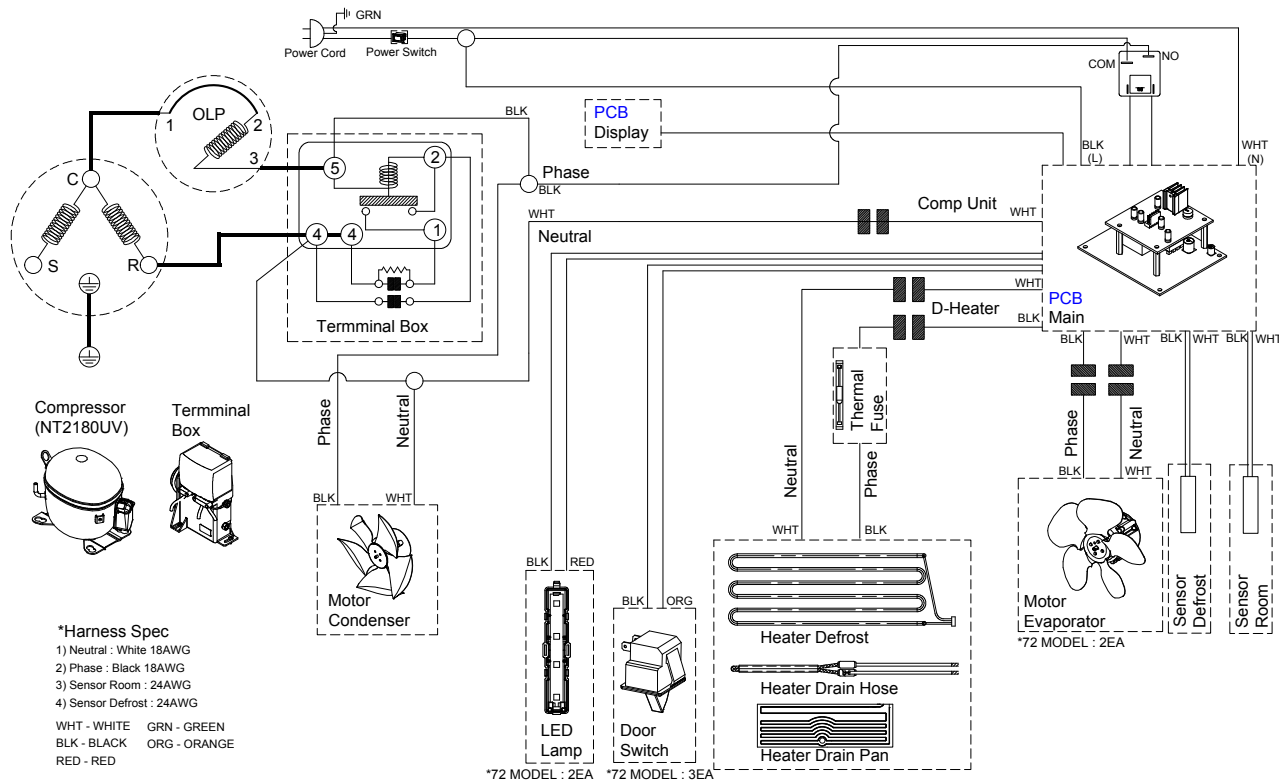 GRN
Power Cord
Power Switch
COM
NO
OLP
1
2
3
BLK
PCB
Display
BLK
(L)
WHT
(N)
C
S
R
5
2
4
4
1
Termminal Box
Phase
BLK
WHT
Neutral
Comp Unit
WHT
WHT
D-Heater
BLK
PCB
Main
BLK
WHT
BLK
WHT
BLK
WHT
Compressor
(NT2180UV)
Termminal
Box
Phase
Neutral
Thermal
Fuse
Neutral
Phase
Phase
Neutral
BLK
WHT
Motor
Condenser
BLK
RED
LED
Lamp
*72 MODEL : 2EA
BLK
ORG
Door
Switch
*72 MODEL : 3EA
WHT
BLK
Heater Defrost
Heater Drain Hose
Heater Drain Pan
BLK
WHT
Motor
Evaporator
*72 MODEL : 2EA
Sensor
Defrost
Sensor
Room
*Harness Spec
1) Neutral : White 18AWG
2) Phase : Black 18AWG
3) Sensor Room : 24AWG
4) Sensor Defrost : 24AWG
WHT - WHITE GRN - GREEN
BLK - BLACK ORG - ORANGE
RED - RED